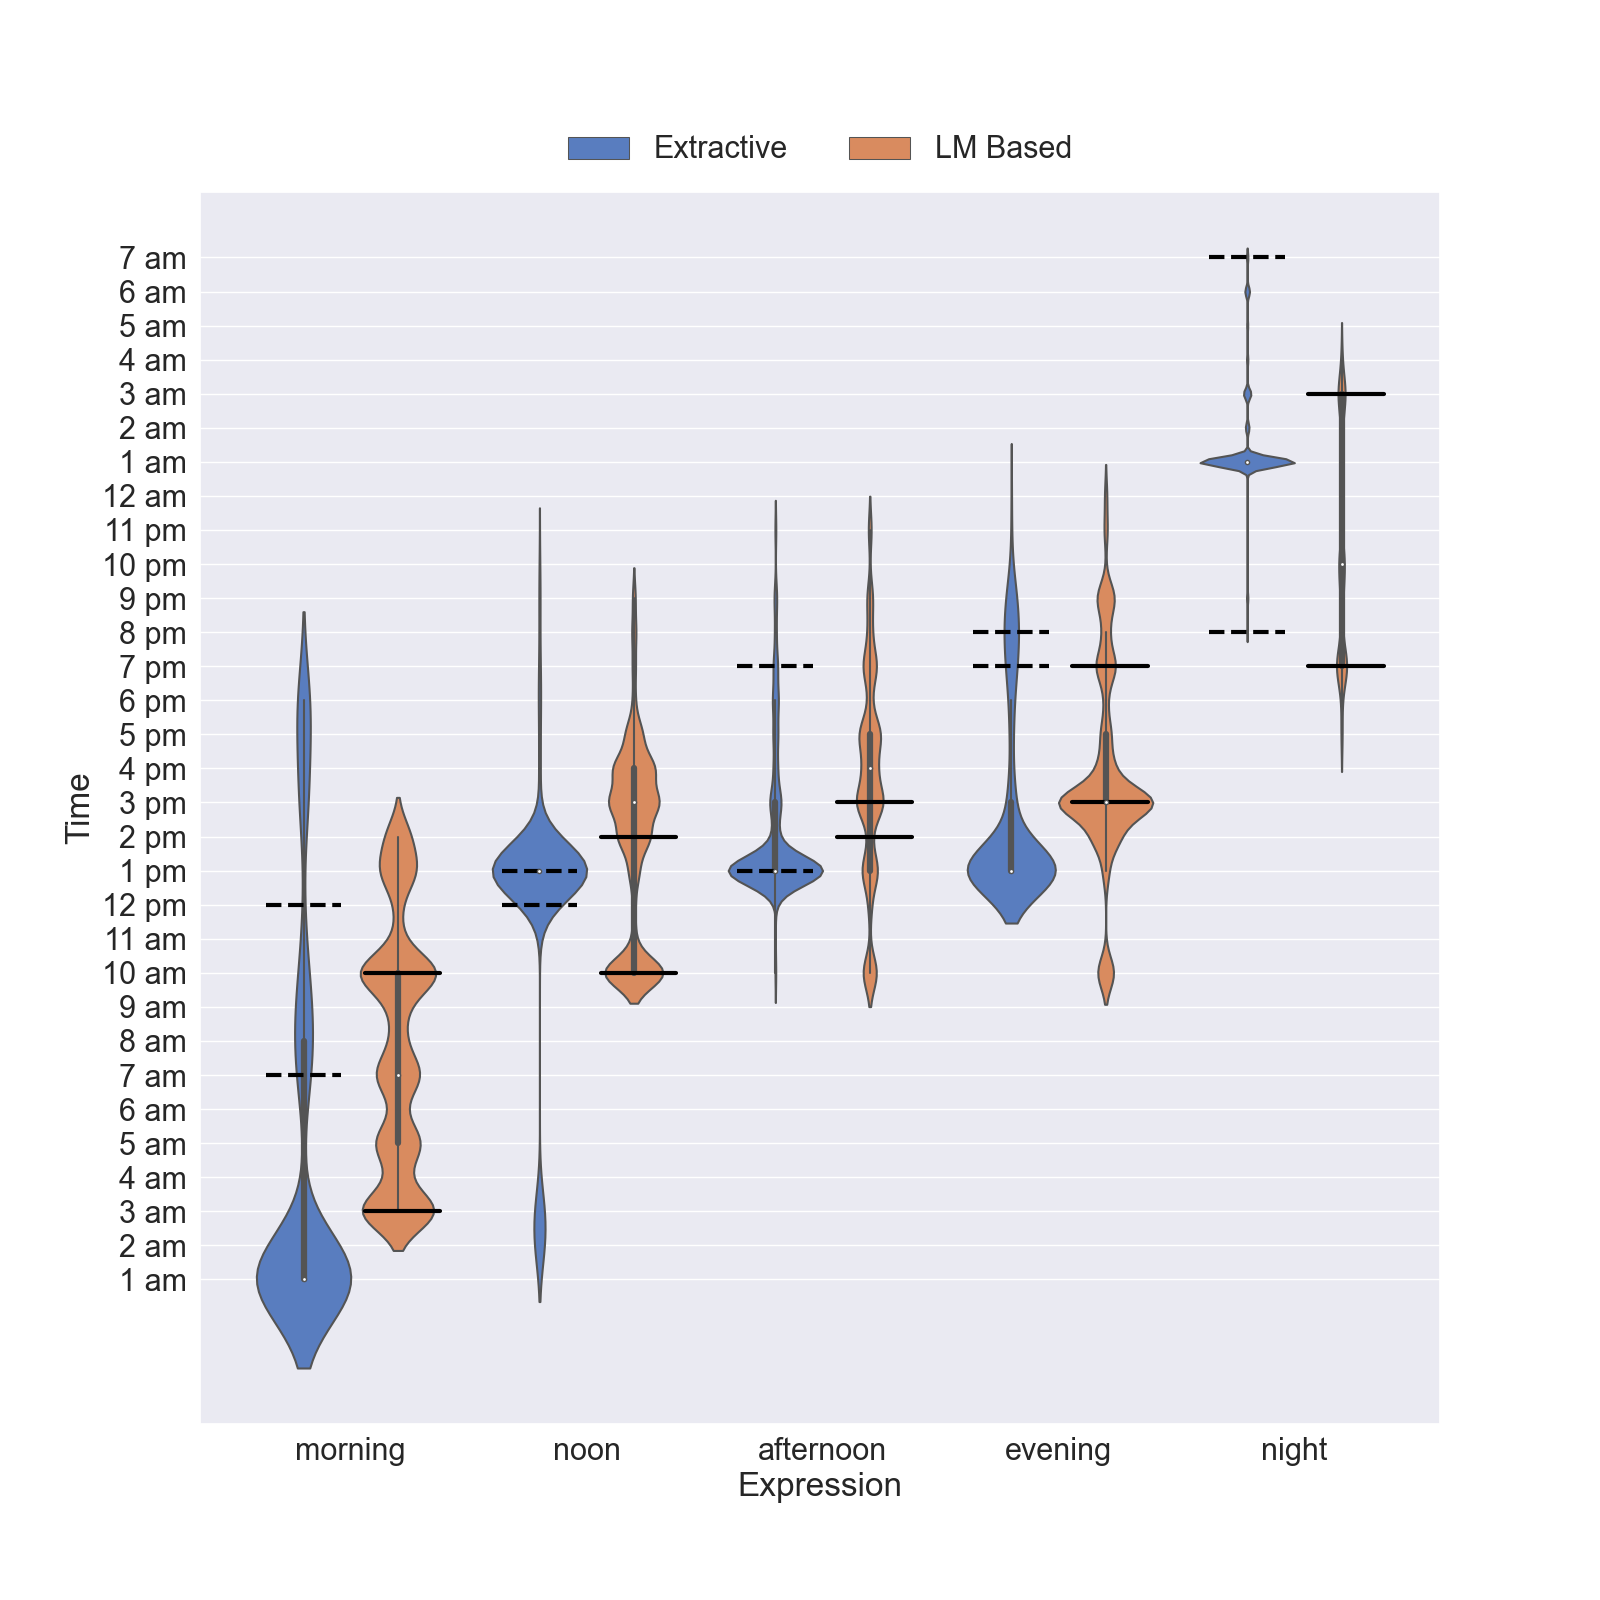 Extractive
LM Based
7 am
6 am
5 am
4 am
3 am
2 am
1 am
12 am
11 pm
10 pm
9 pm
8 pm
7 pm
6 pm
5 pm
4 pm
3 pm
2 pm
1 pm
12 pm
11 am
10 am
9 am
8 am
7 am
6 am
5 am
4 am
3 am
2 am
1 am
Time
morning
noon
afternoon
evening
night
Expression